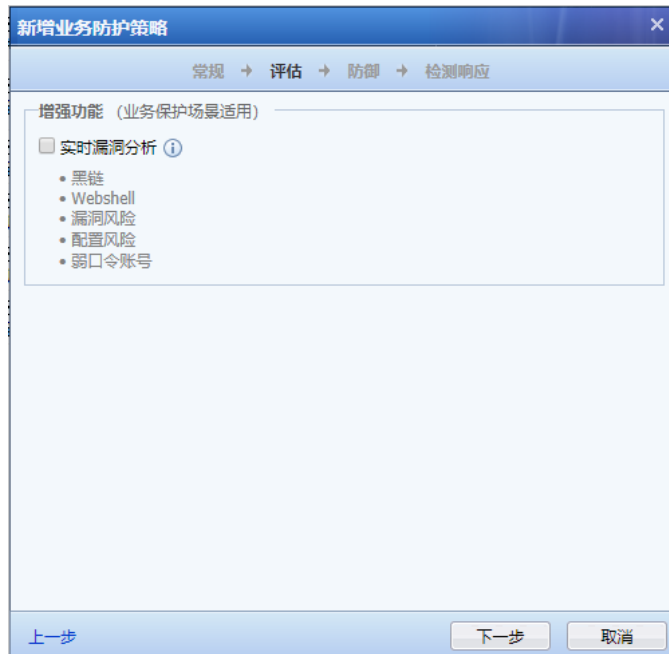 新增业务防护策略
常规 → 评估 → 防御 → 检测响应
增强功能 (业务保护场景适用)
实时漏洞分析
• 黑链
• Webshell
• 漏洞风险
• 配置风险
• 弱口令账号
上一步 下一步 取消